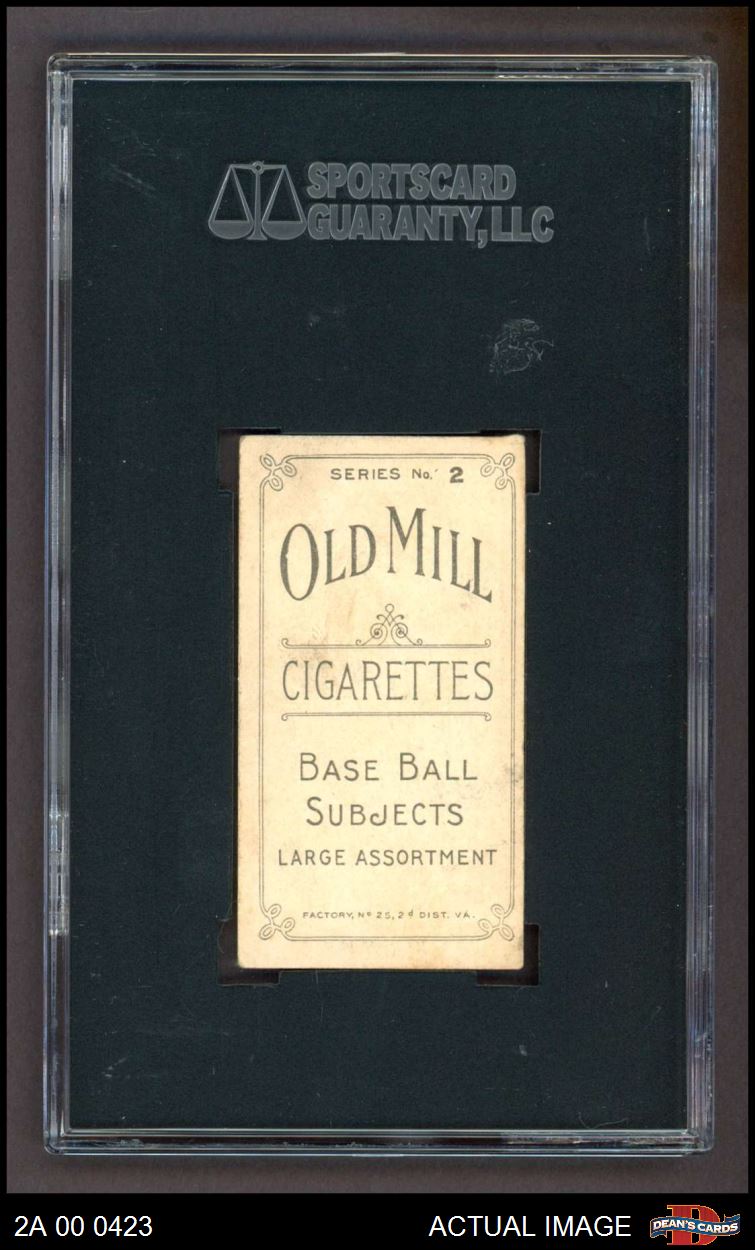 SPORTSCARD
GUARANTY, LLC
SERIES No. 2
OLD MILL
CIGARETTES
BASE BALL
SUBJECTS
LARGE ASSORTMENT
FACTORY, Nº 25, 2d DIST. VA.
2A 00 0423
ACTUAL IMAGE
D
DEAN'S CARDS